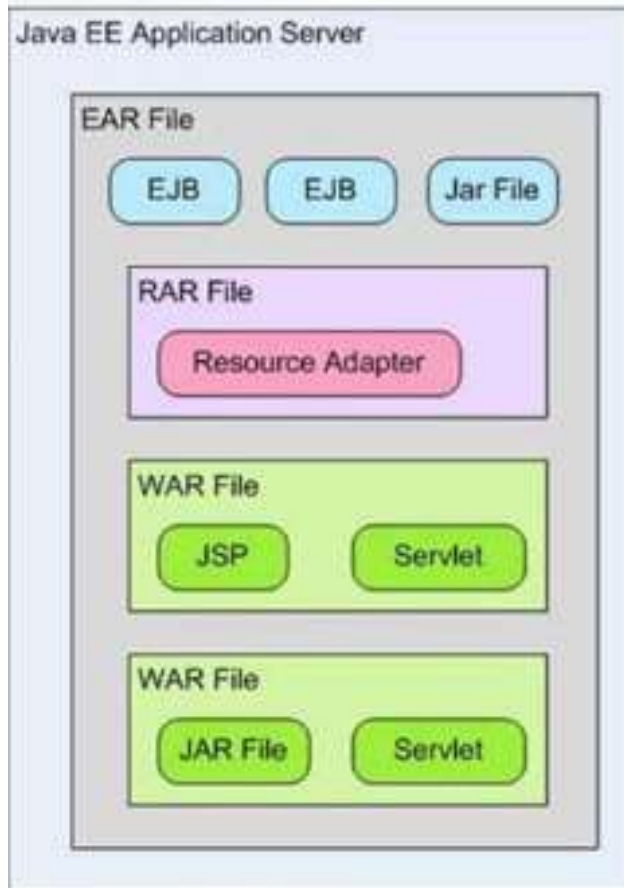 Java EE Application Server
EAR File
EJB EJB Jar File
RAR File
Resource Adapter
WAR File
JSP Servlet
WAR File
JAR File Servlet